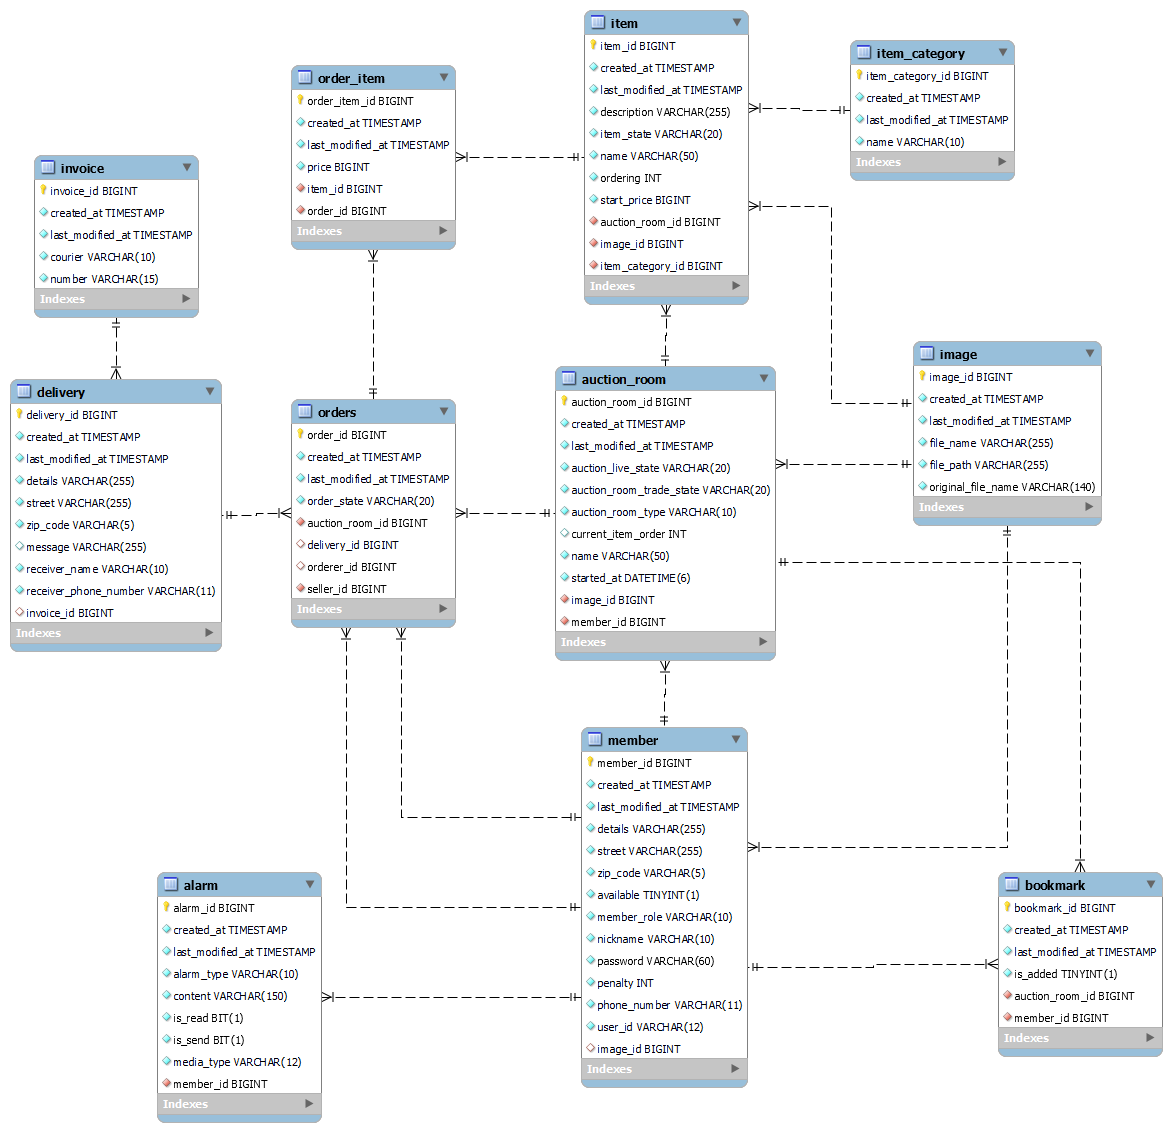 item
item_id BIGINT
created_at TIMESTAMP
last_modified_at TIMESTAMP
description VARCHAR(255)
item_state VARCHAR(20)
name VARCHAR(50)
ordering INT
start_price BIGINT
auction_room_id BIGINT
image_id BIGINT
item_category_id BIGINT
Indexes
item_category
item_category_id BIGINT
created_at TIMESTAMP
last_modified_at TIMESTAMP
name VARCHAR(10)
Indexes
order_item
order_item_id BIGINT
created_at TIMESTAMP
last_modified_at TIMESTAMP
price BIGINT
item_id BIGINT
order_id BIGINT
Indexes
invoice
invoice_id BIGINT
created_at TIMESTAMP
last_modified_at TIMESTAMP
courier VARCHAR(10)
number VARCHAR(15)
Indexes
image
image_id BIGINT
created_at TIMESTAMP
last_modified_at TIMESTAMP
file_name VARCHAR(255)
file_path VARCHAR(255)
original_file_name VARCHAR(140)
Indexes
auction_room
auction_room_id BIGINT
created_at TIMESTAMP
last_modified_at TIMESTAMP
auction_live_state VARCHAR(20)
auction_room_trade_state VARCHAR(20)
auction_room_type VARCHAR(10)
current_item_order INT
name VARCHAR(50)
started_at DATETIME(6)
image_id BIGINT
member_id BIGINT
Indexes
delivery
delivery_id BIGINT
created_at TIMESTAMP
last_modified_at TIMESTAMP
details VARCHAR(255)
street VARCHAR(255)
zip_code VARCHAR(5)
message VARCHAR(255)
receiver_name VARCHAR(10)
receiver_phone_number VARCHAR(11)
invoice_id BIGINT
Indexes
orders
order_id BIGINT
created_at TIMESTAMP
last_modified_at TIMESTAMP
order_state VARCHAR(20)
auction_room_id BIGINT
delivery_id BIGINT
orderer_id BIGINT
seller_id BIGINT
Indexes
member
member_id BIGINT
created_at TIMESTAMP
last_modified_at TIMESTAMP
details VARCHAR(255)
street VARCHAR(255)
zip_code VARCHAR(5)
available TINYINT(1)
member_role VARCHAR(10)
nickname VARCHAR(10)
password VARCHAR(60)
penalty INT
phone_number VARCHAR(11)
user_id VARCHAR(12)
image_id BIGINT
Indexes
alarm
alarm_id BIGINT
created_at TIMESTAMP
last_modified_at TIMESTAMP
alarm_type VARCHAR(10)
content VARCHAR(150)
is_read BIT(1)
is_send BIT(1)
media_type VARCHAR(12)
member_id BIGINT
Indexes
bookmark
bookmark_id BIGINT
created_at TIMESTAMP
last_modified_at TIMESTAMP
is_added TINYINT(1)
auction_room_id BIGINT
member_id BIGINT
Indexes